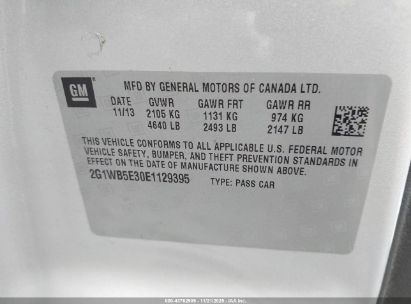 GM
MFD BY GENERAL MOTORS OF CANADA LTD.
DATE GVWR GAWR FRT GAWR RR
11/13 2105 KG 1131 KG 974 KG
4640 LB 2493 LB 2147 LB
THIS VEHICLE CONFORMS TO ALL APPLICABLE U.S. FEDERAL MOTOR
VEHICLE SAFETY, BUMPER, AND THEFT PREVENTION STANDARDS IN
EFFECT ON THE DATE OF MANUFACTURE SHOWN ABOVE.
2G1WB5E30E1129395 TYPE: PASS CAR